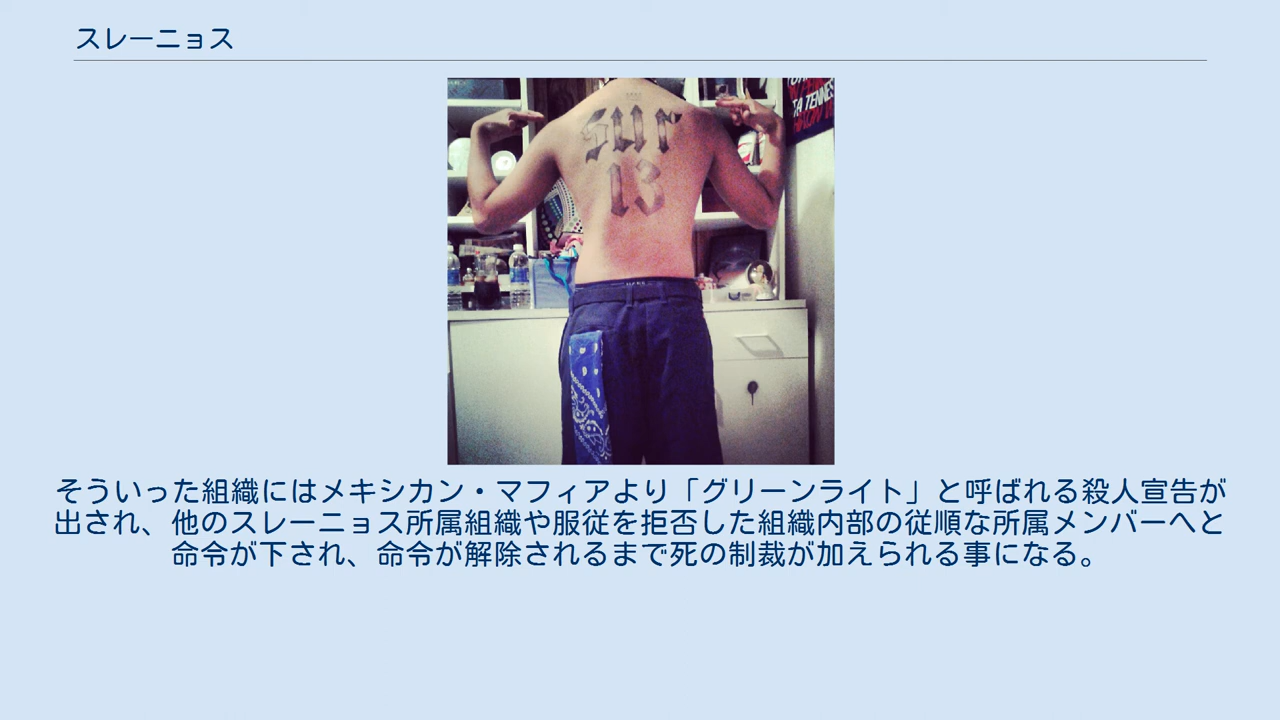 スレーニョス
TA TENNES
sur
13
そういった組織にはメキシカン・マフィアより「グリーンライト」と呼ばれる殺人宣告が
出され、他のスレーニョス所属組織や服従を拒否した組織内部の従順な所属メンバーへと
命令が下され、命令が解除されるまで死の制裁が加えられる事になる。